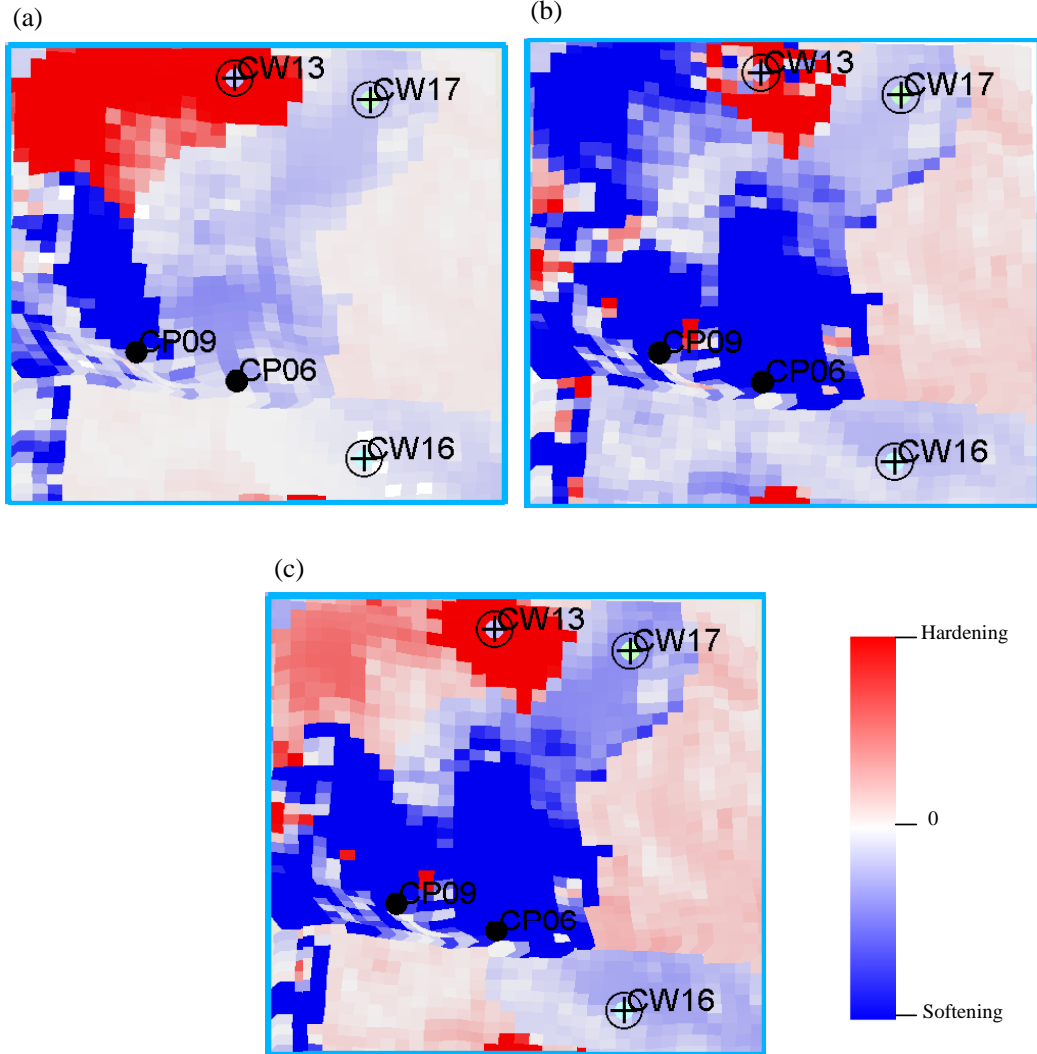 (a)
CW13
CW17
CP09
CP06
CW16
(b)
CW13
CW17
CP09
CP06
CW16
(c)
CW13
CW17
CP09
CP06
CW16
Hardening
0
Softening